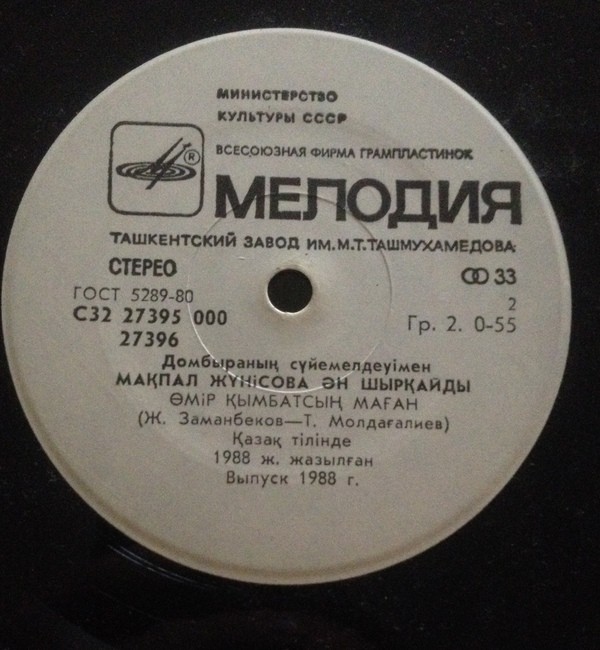 МИНИСТЕРСТВО
КУЛЬТУРЫ СССР
ВСЕСОЮЗНАЯ ФИРМА ГРАМПЛАСТИНОК
®
МЕЛОДИЯ
ТАШКЕНТСКИЙ ЗАВОД ИМ. М.Т. ТАШМУХАМЕДОВА
СТЕРЕО
33
ГОСТ 5289-80
2
С32 27395 000
Гр. 2. 0-55
27396
Домбыраның сүйемелдеуімен
МАҚПАЛ ЖҮНІСОВА ӘН ШЫРҚАЙДЫ
ӨМІР ҚЫМБАТСЫҢ МАҒАН
(Ж. Заманбеков—Т. Молдағалиев)
Қазақ тілінде
1988 ж. жазылған
Выпуск 1988 г.